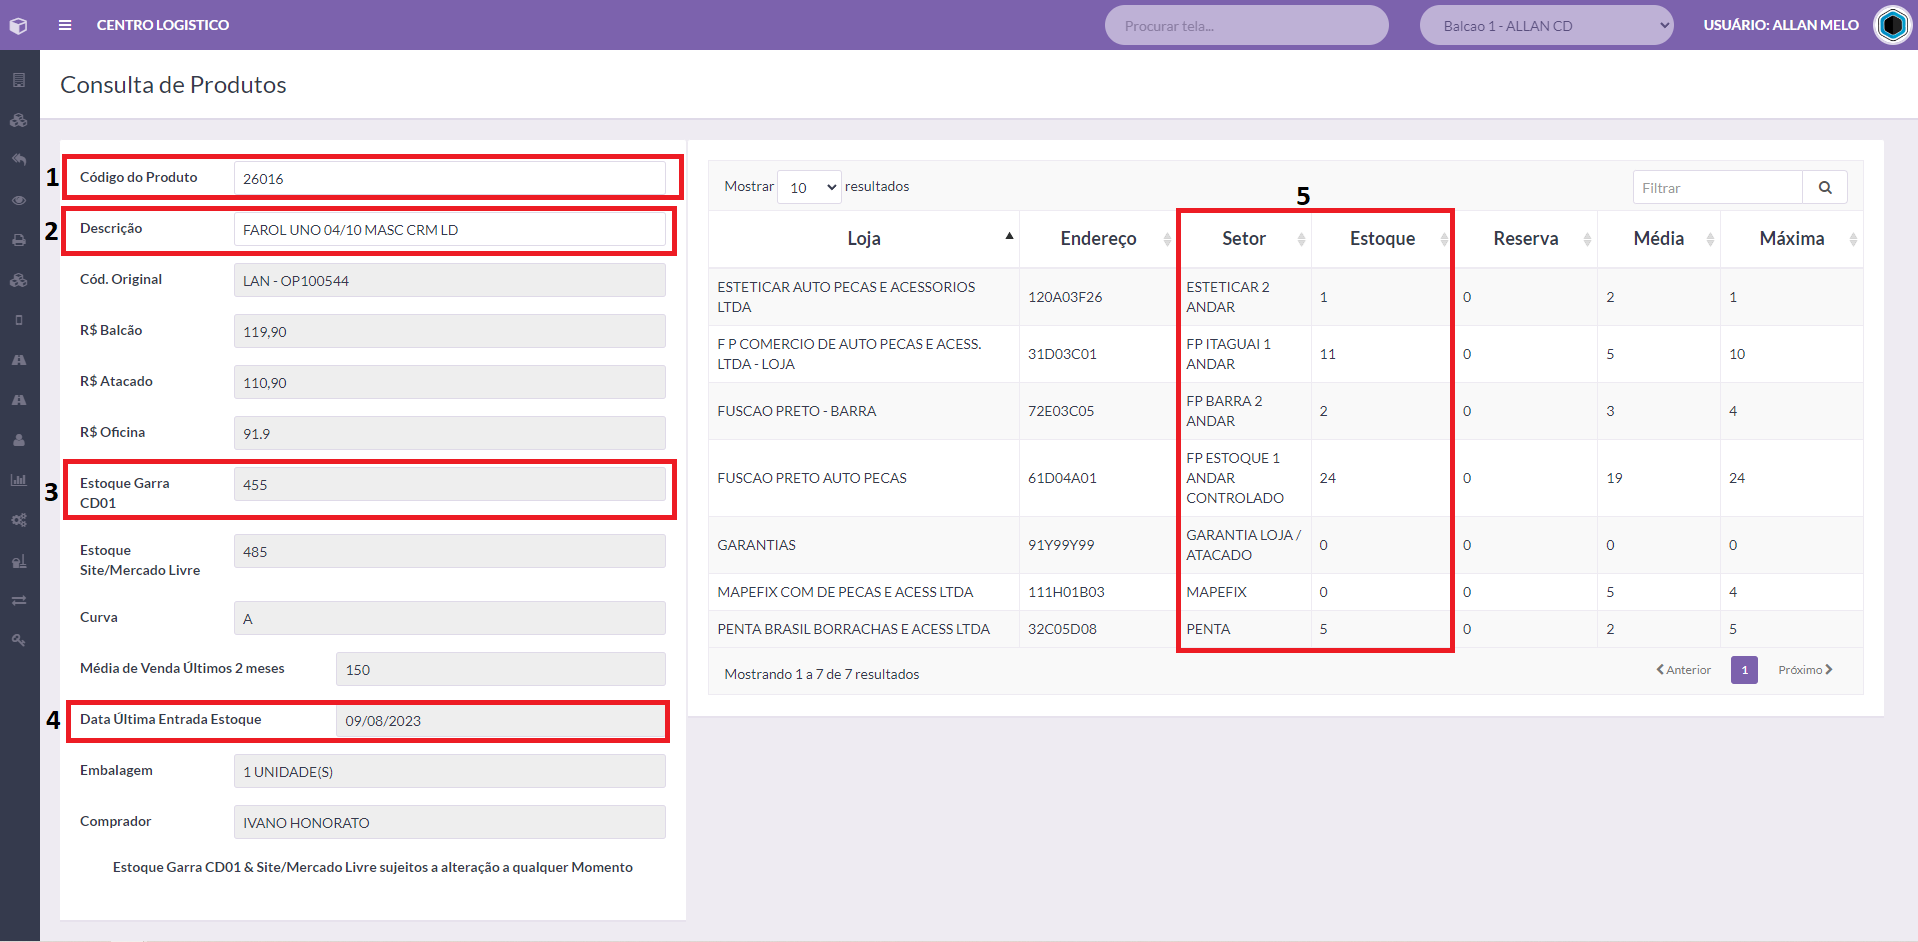 CENTRO LOGISTICO
Procurar tela...
Balcao 1 - ALLAN CD
USUÁRIO: ALLAN MELO
Consulta de Produtos
1
Código do Produto
26016
2
Descrição
FAROL UNO 04/10 MASC CRM LD
Cód. Original
LAN - OP100544
R$ Balcão
119,90
R$ Atacado
110,90
R$ Oficina
91.9
3
Estoque Garra
CD01
455
Estoque
Site/Mercado Livre
485
Curva
A
Média de Venda Últimos 2 meses
150
4
Data Última Entrada Estoque
09/08/2023
Embalagem
1 UNIDADE(S)
Comprador
IVANO HONORATO
Estoque Garra CD01 & Site/Mercado Livre sujeitos a alteração a qualquer Momento
Mostrar 10 resultados
5
Filtrar
Loja Endereço Setor Estoque Reserva Média Máxima
ESTETICAR AUTO PECAS E ACESSORIOS
LTDA
120A03F26
ESTETICAR 2
ANDAR
1
0
2
1
F P COMERCIO DE AUTO PECAS E ACESS.
LTDA - LOJA
31D03C01
FP ITAGUAI 1
ANDAR
11
0
5
10
FUSCAO PRETO - BARRA
72E03C05
FP BARRA 2
ANDAR
2
0
3
4
FUSCAO PRETO AUTO PECAS
61D04A01
FP ESTOQUE 1
ANDAR
CONTROLADO
24
0
19
24
GARANTIAS
91Y99Y99
GARANTIA LOJA /
ATACADO
0
0
0
0
MAPEFIX COM DE PECAS E ACESS LTDA
111H01B03
MAPEFIX
0
0
5
4
PENTA BRASIL BORRACHAS E ACESS LTDA
32C05D08
PENTA
5
0
2
5
Mostrando 1 a 7 de 7 resultados
Anterior
1
Próximo